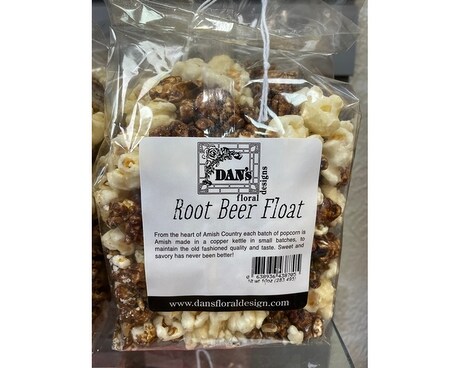 DAN's
floral
designs
Root Beer Float
From the heart of Amish Country each batch of popcorn is
Amish made in a copper kettle in small batches, to
maintain the old fashioned quality and taste. Sweet and
savory has never been better!
www.dansfloraldesign.com